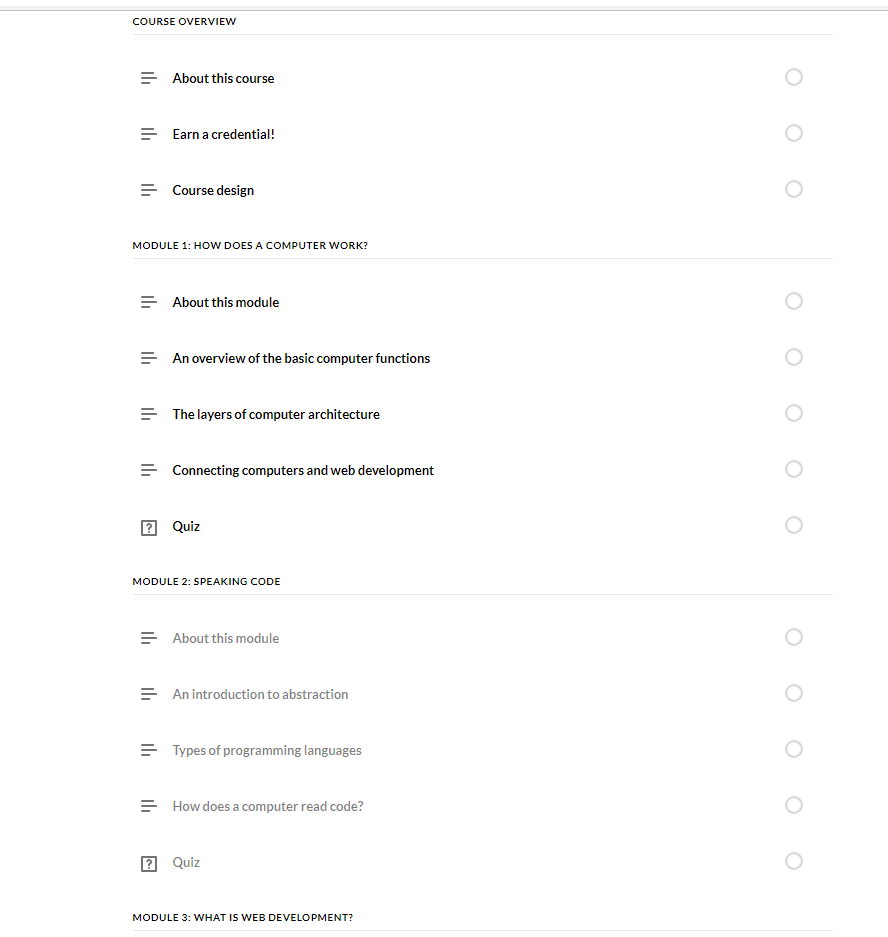 COURSE OVERVIEW
About this course
Earn a credential!
Course design
MODULE 1: HOW DOES A COMPUTER WORK?
About this module
An overview of the basic computer functions
The layers of computer architecture
Connecting computers and web development
? Quiz
MODULE 2: SPEAKING CODE
About this module
An introduction to abstraction
Types of programming languages
How does a computer read code?
? Quiz
MODULE 3: WHAT IS WEB DEVELOPMENT?